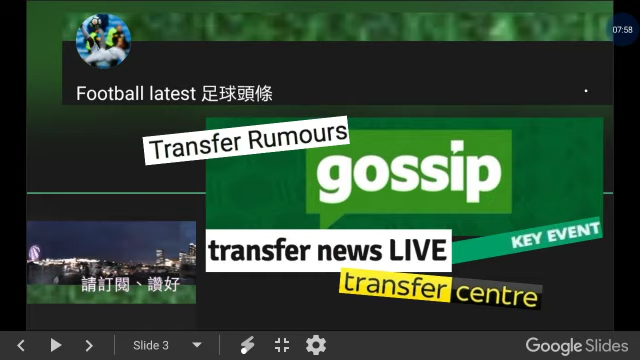 07:58
Football latest 足球頭條
Transfer Rumours
gossip
KEY EVENT
transfer news LIVE
transfer centre
請訂閱、讚好
Slide 3
Google Slides